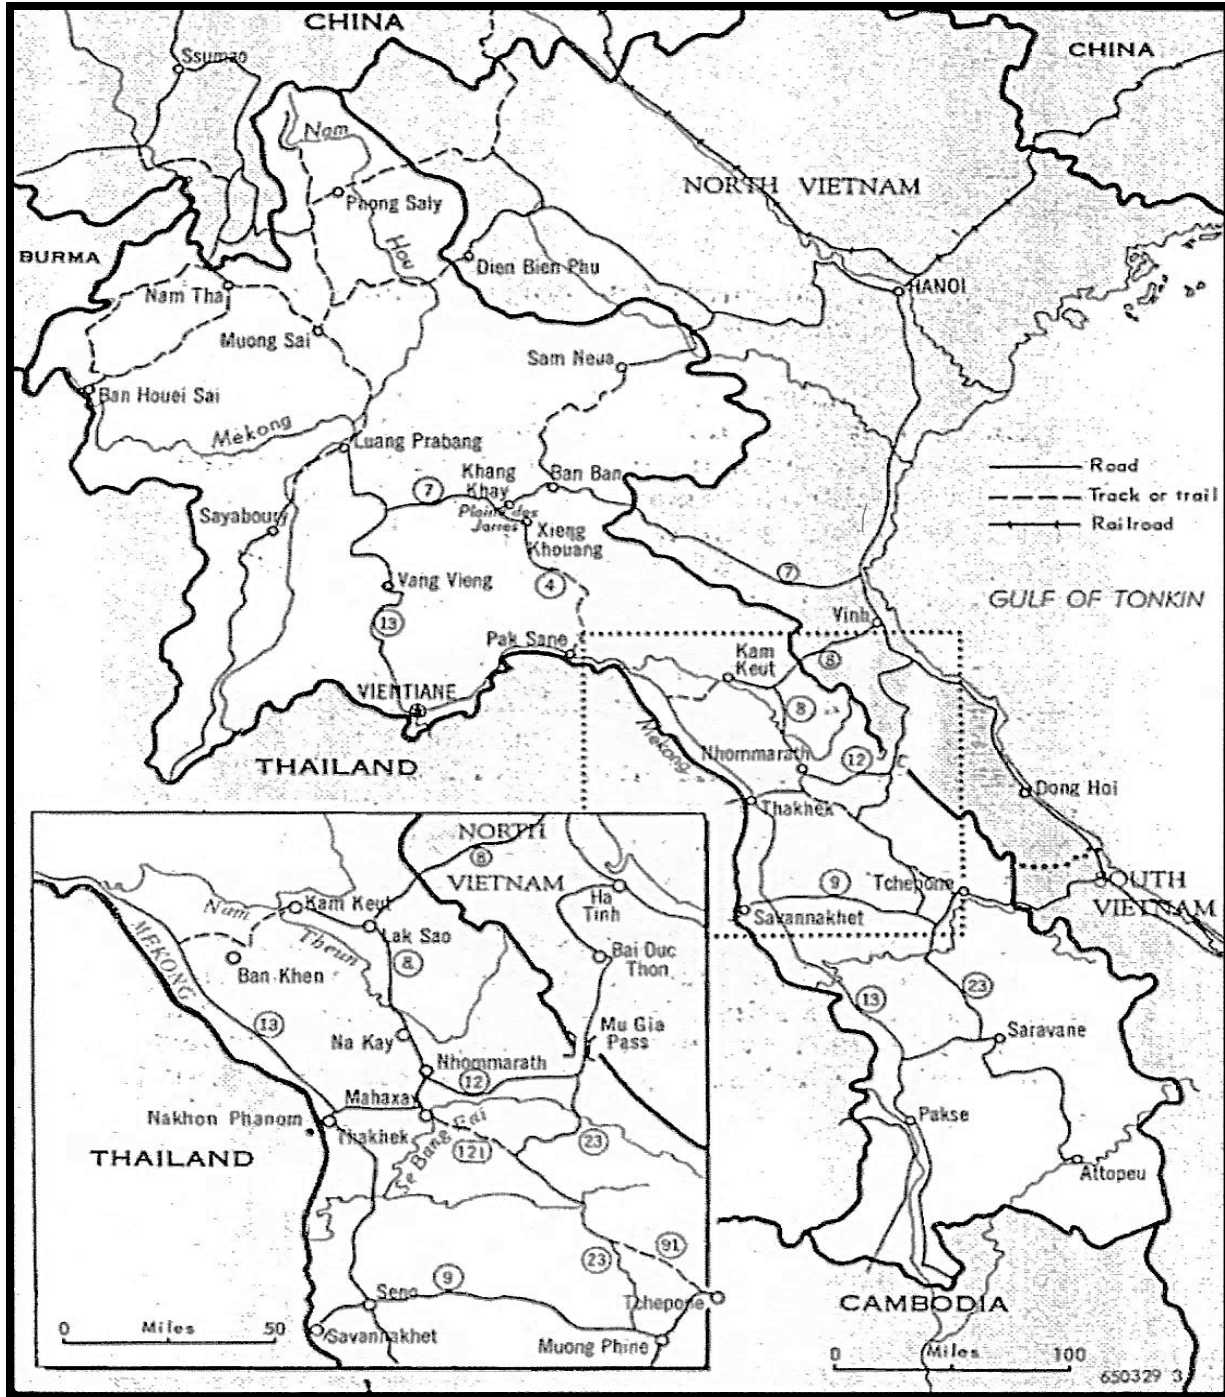 CHINA
CHINA
Ssumao
Nam
NORTH VIETNAM
Phong Saly
Hou
BURMA
Dien Bien Phu
Nam Tha
HANOI
Muong Sai
Sam Neua
Ban Houei Sai
Mekong
Luang Prabang
Road
Khang
Khay
Ban Ban
7
Track or trail
Plaine des
Jarres
Sayaboury
Railroad
Xieng
Khouang
7
Vang Vieng
4
GULF OF TONKIN
13
Vinh
Pak Sane
Kam
Keut
8
VIENTIANE
8
Mekong
Nhommarath
12
THAILAND
Dong Hoi
Thakhek
9
Tchepone
SOUTH
VIETNAM
Savannakhet
13
23
Saravane
Pakse
Attopeu
CAMBODIA
0 Miles 100
650329 3
NORTH
8
VIETNAM
Ha
Tinh
Nam
Kam Keut
Theun
Lak Sao
MEKONG
Bai Duc
Thon
8
Ban Khen
13
Mu Gia
Pass
Na Kay
Nhommarath
12
Mahaxay
Nakhon Phanom
Thakhek
Se Bang Fai
121
23
THAILAND
91
23
9
Seno
Tchepone
0 Miles 50
Savannakhet
Muong Phine